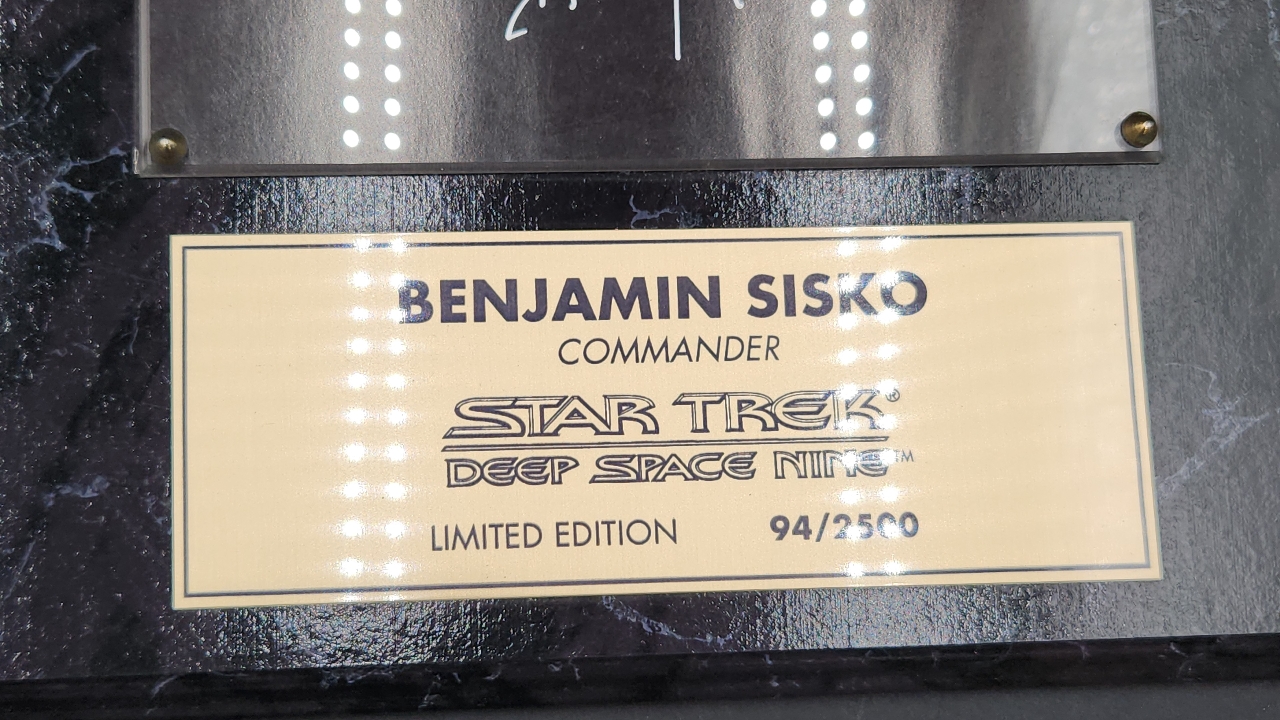 BENJAMIN SISKO
COMMANDER
STAR TREK®
DEEP SPACE NINE™
LIMITED EDITION 94/2500